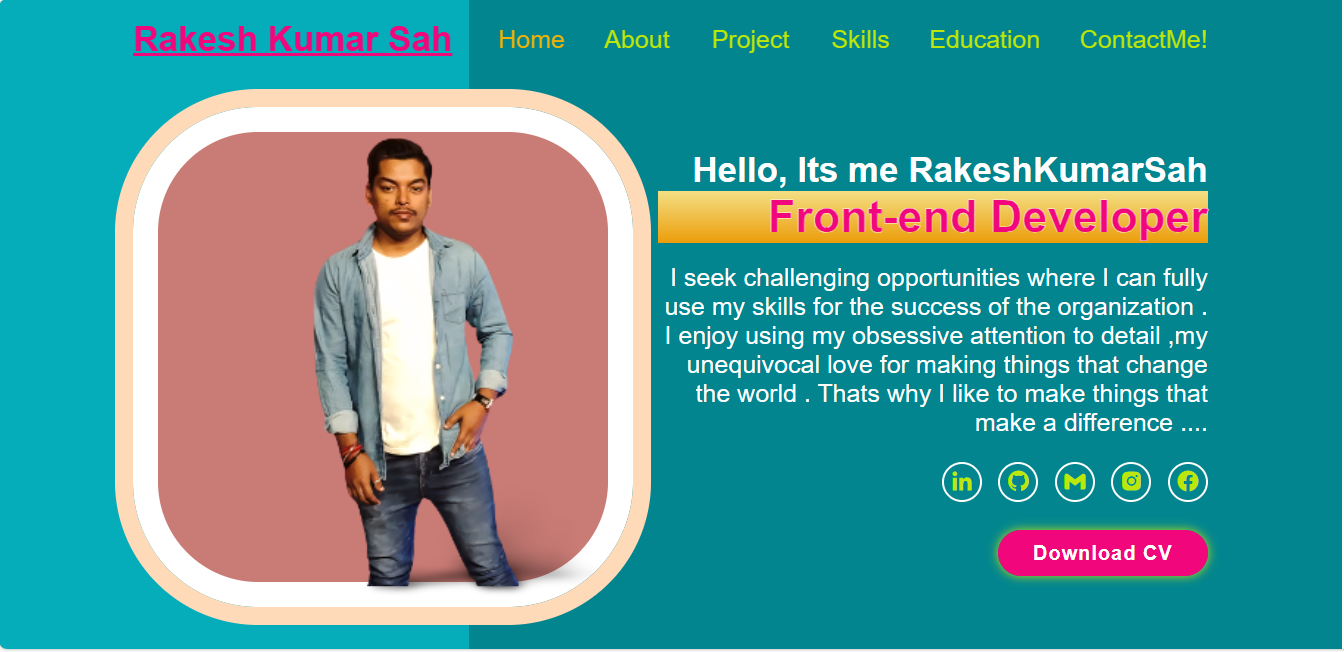 Rakesh Kumar Sah
Home About Project Skills Education ContactMe!
Hello, Its me RakeshKumarSah
Front-end Developer
I seek challenging opportunities where I can fully
use my skills for the success of the organization .
I enjoy using my obsessive attention to detail ,my
unequivocal love for making things that change
the world . Thats why I like to make things that
make a difference ....
in
Download CV